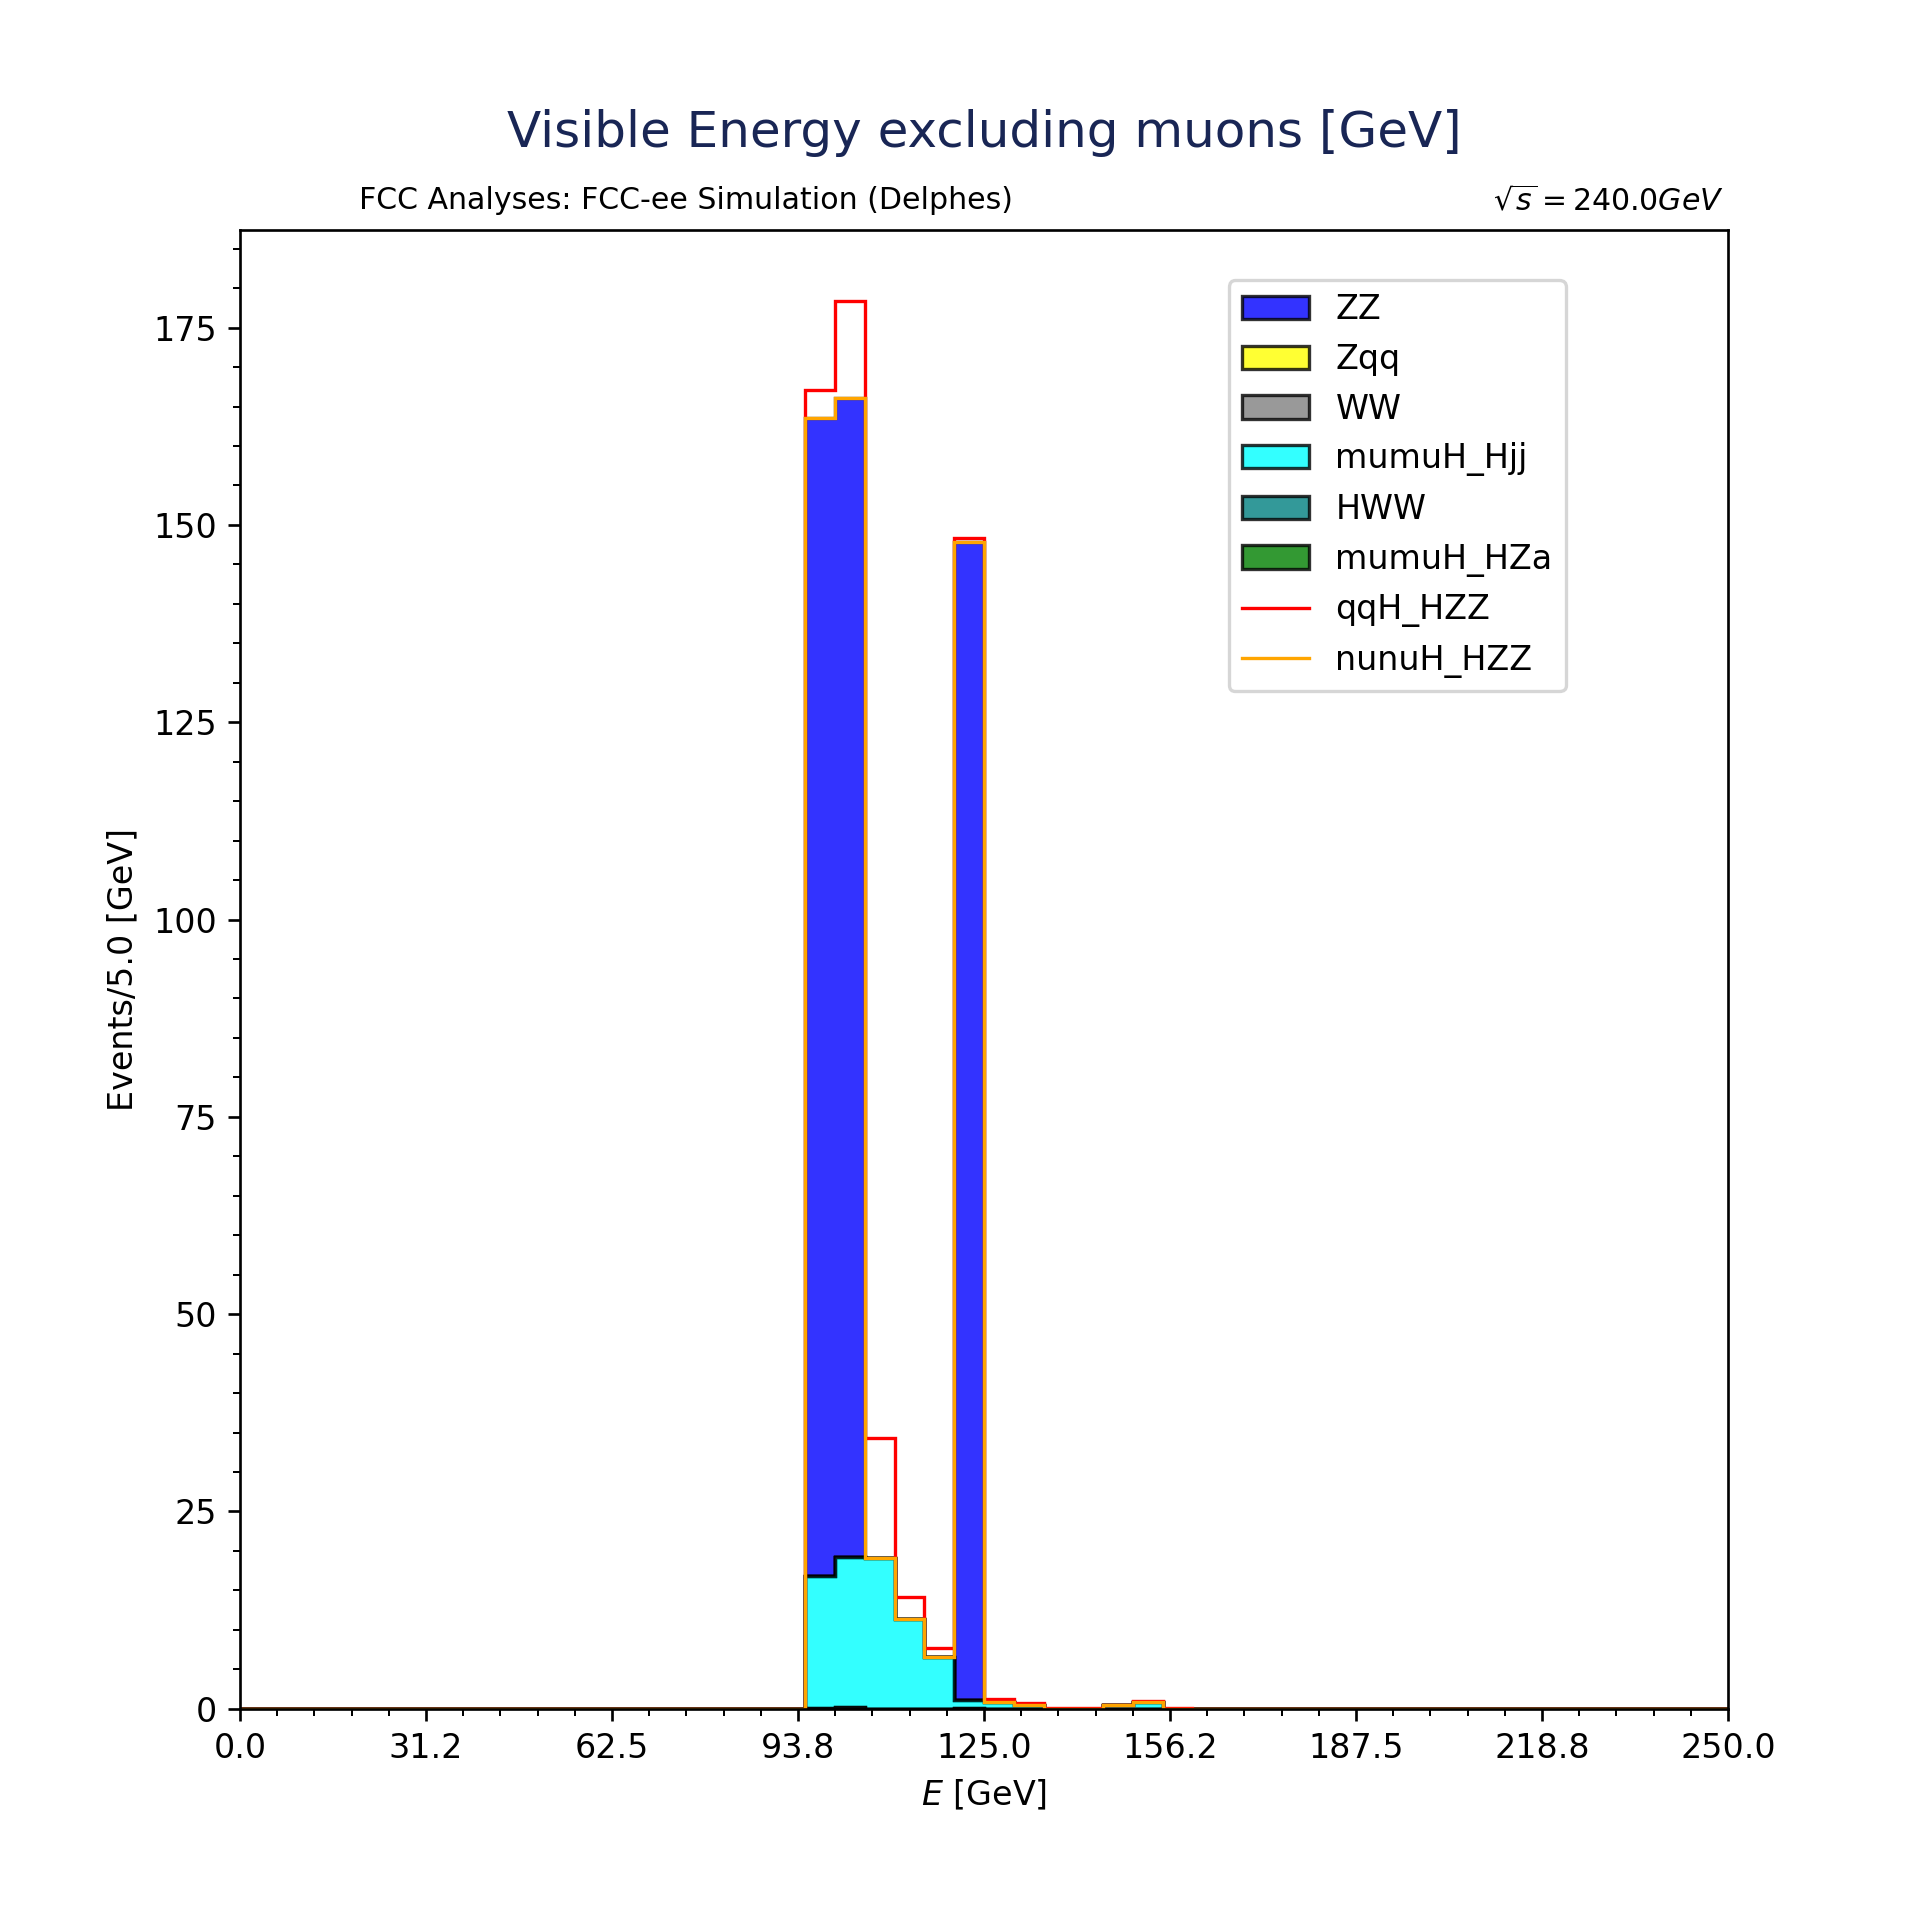 Visible Energy excluding muons [GeV]
FCC Analyses: FCC-ee Simulation (Delphes)
√s = 240.0GeV
ZZ
Zqq
WW
mumuH_Hjj
HWW
mumuH_HZa
qqH_HZZ
nunuH_HZZ
175
150
125
100
75
50
25
0
Events/5.0 [GeV]
0.0 31.2 62.5 93.8 125.0 156.2 187.5 218.8 250.0
E [GeV]